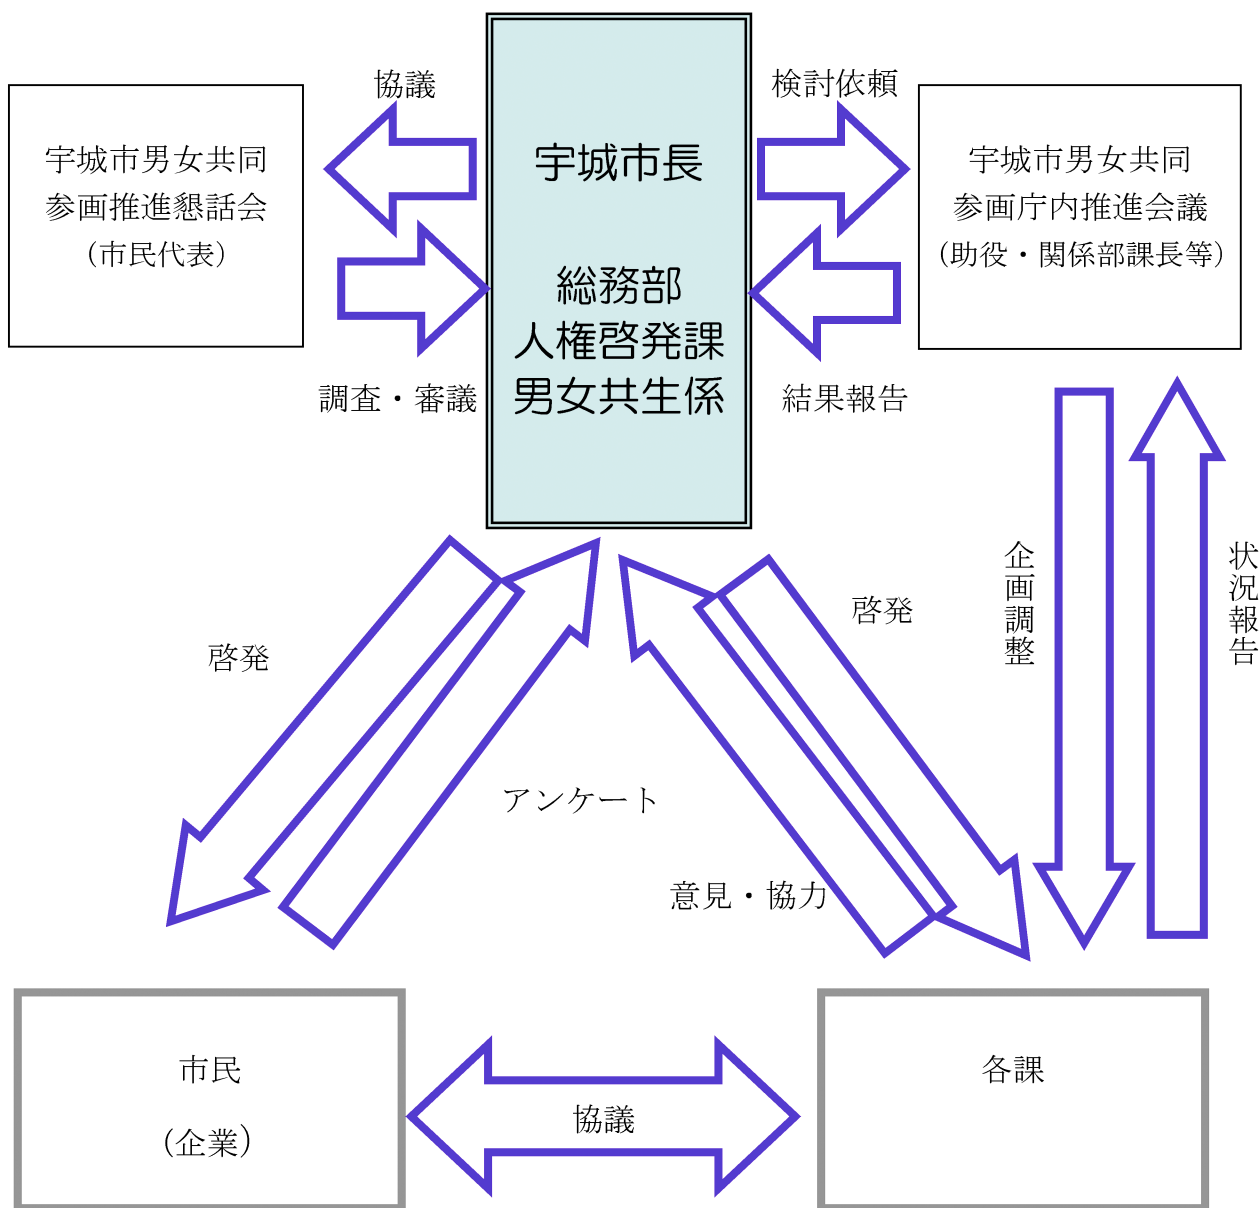 協議
検討依頼
宇城市男女共同
参画推進懇話会
(市民代表)
宇城市長
総務部
人権啓発課
男女共生係
宇城市男女共同
参画庁内推進会議
(助役・関係部課長等)
調査・審議
結果報告
企画調整
状況報告
啓発
啓発
アンケート
意見・協力
市民
(企業)
協議
各課